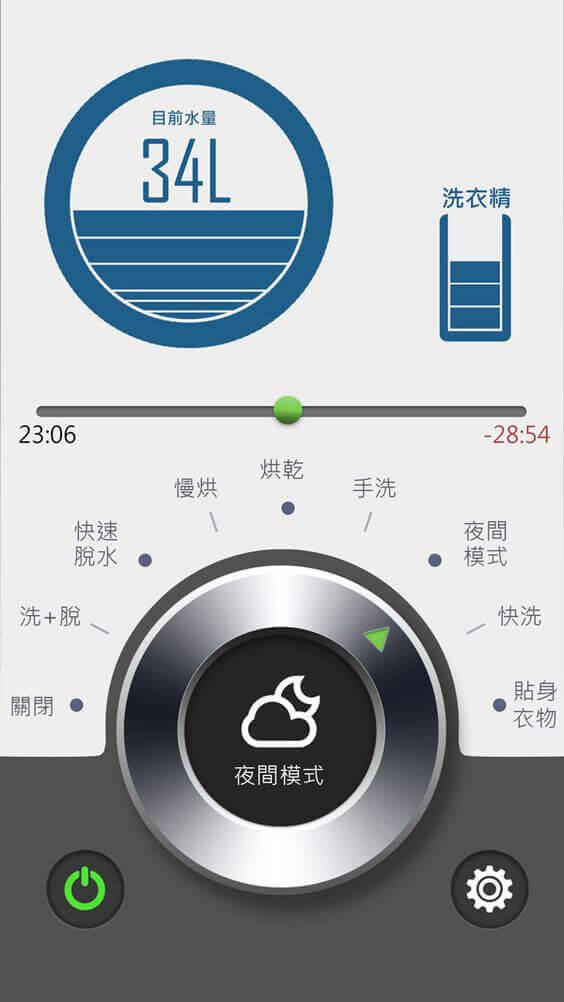 目前水量
34L
洗衣精
23:06
-28:54
烘乾
慢烘
手洗
快速
脫水
夜間
模式
洗+脫
快洗
關閉
貼身
衣物
夜間模式